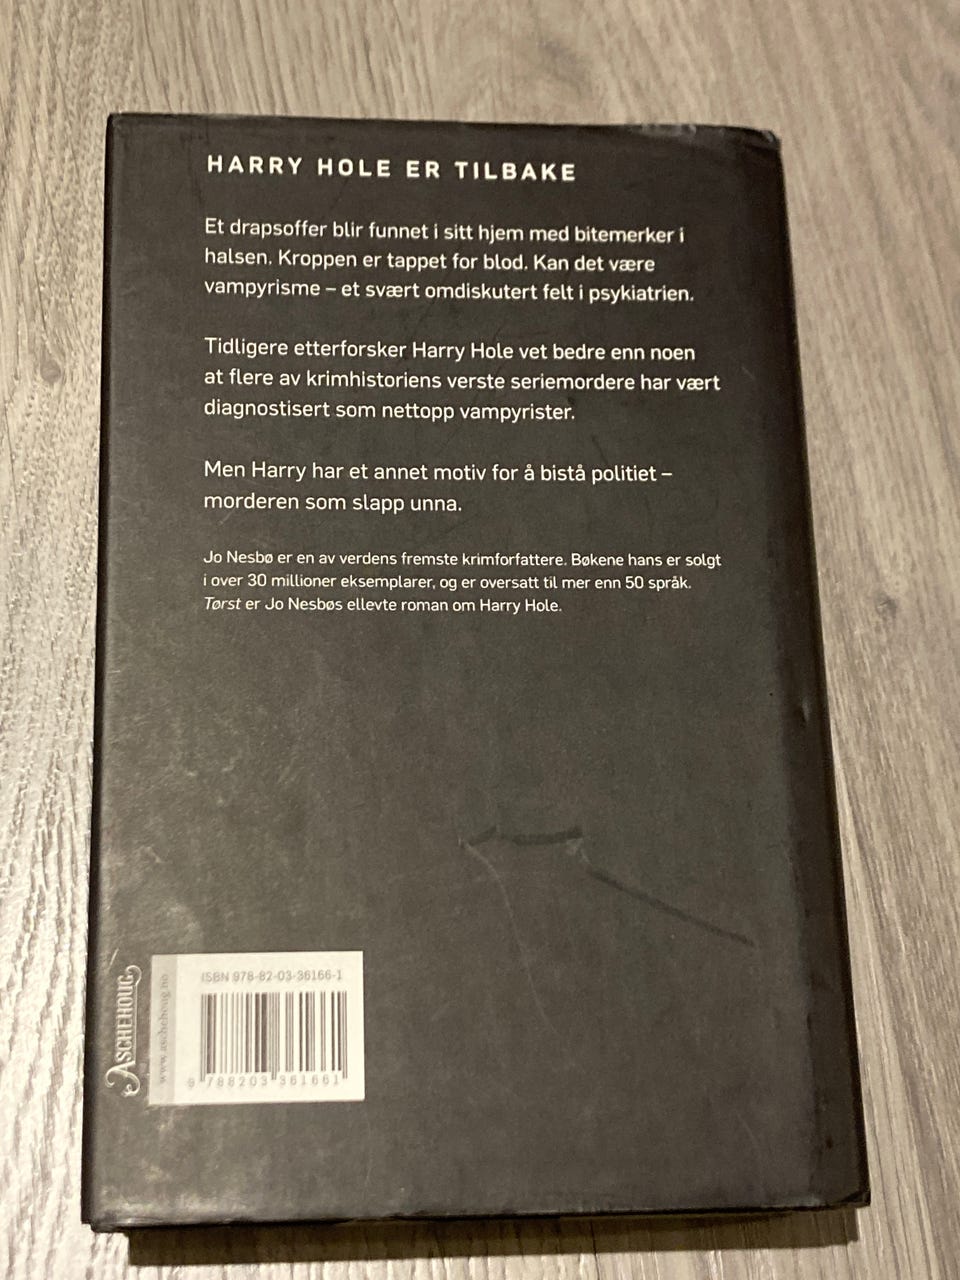 HARRY HOLE ER TILBAKE
Et drapsoffer blir funnet i sitt hjem med bitemerker i
halsen. Kroppen er tappet for blod. Kan det være
vampyrisme – et svært omdiskutert felt i psykiatrien.
Tidligere etterforsker Harry Hole vet bedre enn noen
at flere av krimhistoriens verste seriemordere har vært
diagnostisert som nettopp vampyrister.
Men Harry har et annet motiv for å bistå politiet –
morderen som slapp unna.
Jo Nesbø er en av verdens fremste krimforfattere. Bøkene hans er solgt
i over 30 millioner eksemplarer, og er oversatt til mer enn 50 språk.
Tørst er Jo Nesbøs ellevte roman om Harry Hole.
ASCHEHOUG
www.aschehoug.no
ISBN 978-82-03-36166-1
9 788203 361661